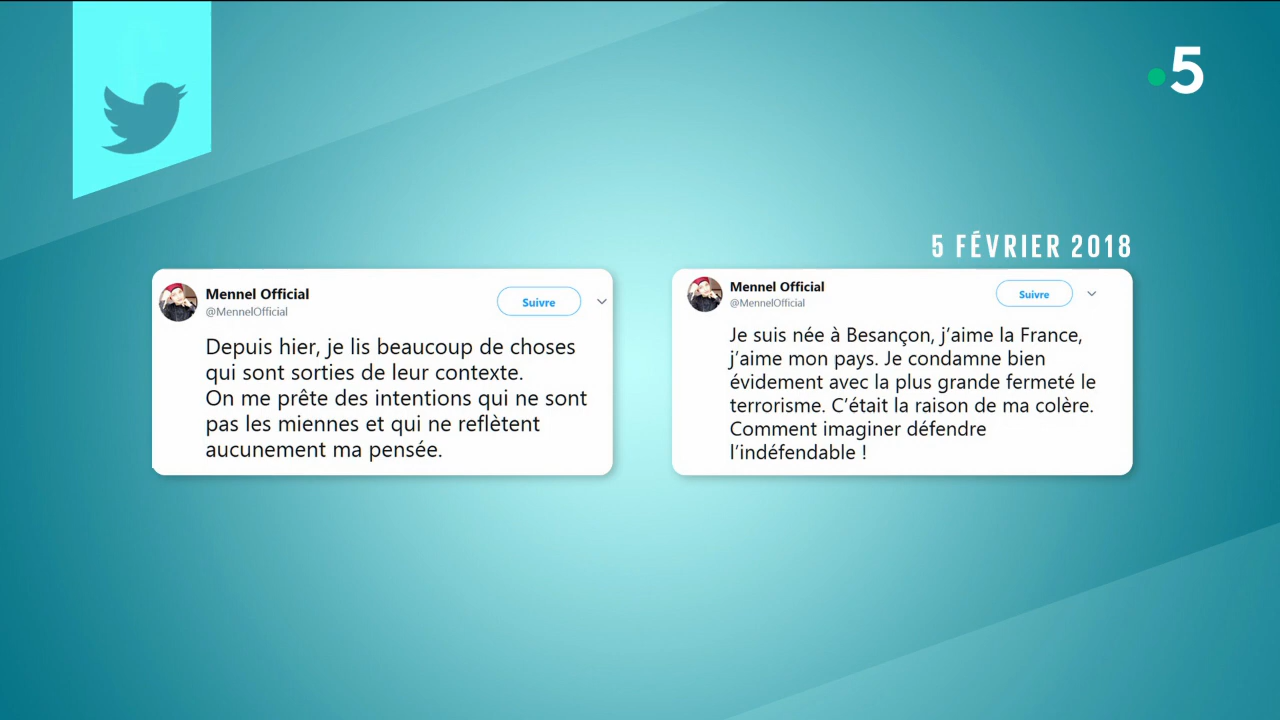 5
5 FÉVRIER 2018
Mennel Official
@MennelOfficial
Suivre
Depuis hier, je lis beaucoup de choses
qui sont sorties de leur contexte.
On me prête des intentions qui ne sont
pas les miennes et qui ne reflètent
aucunement ma pensée.
Mennel Official
@MennelOfficial
Suivre
Je suis née à Besançon, j’aime la France,
j’aime mon pays. Je condamne bien
évidement avec la plus grande fermeté le
terrorisme. C’était la raison de ma colère.
Comment imaginer défendre
l’indéfendable !